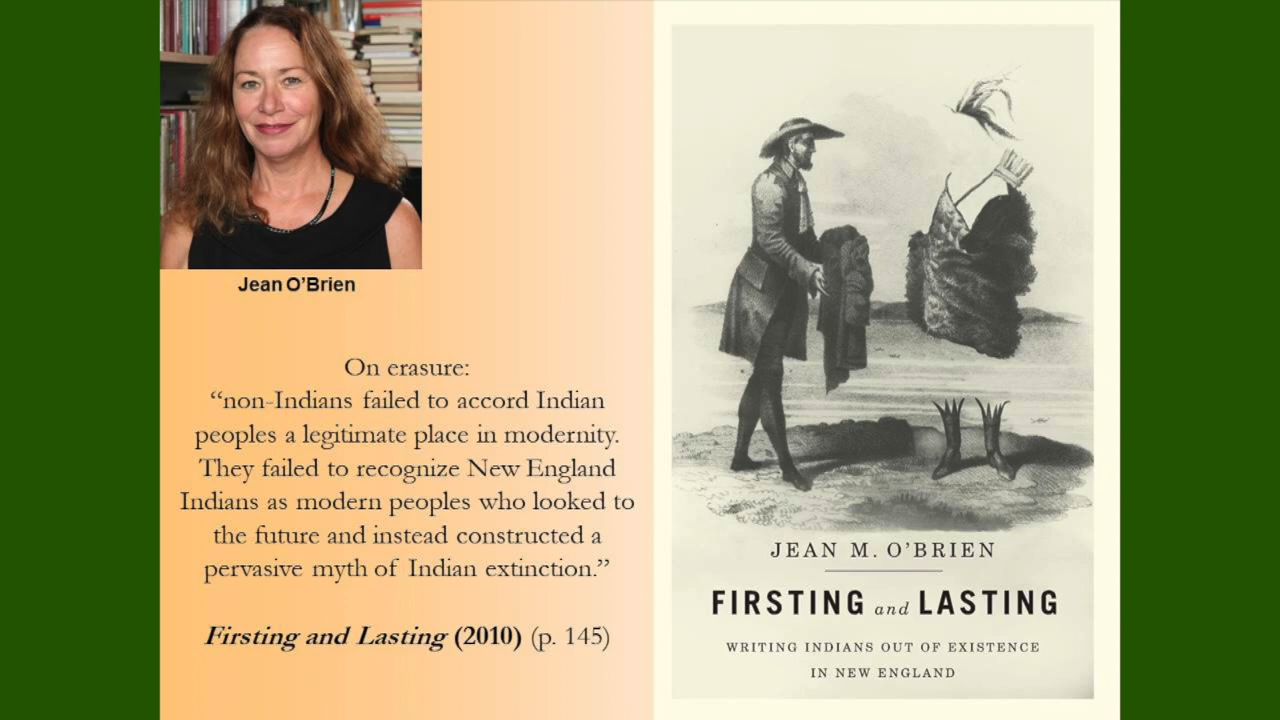 Jean O’Brien
On erasure:
“non-Indians failed to accord Indian
peoples a legitimate place in modernity.
They failed to recognize New England
Indians as modern peoples who looked to
the future and instead constructed a
pervasive myth of Indian extinction.”
Firsting and Lasting (2010) (p. 145)
JEAN M. O’BRIEN
FIRSTING and LASTING
WRITING INDIANS OUT OF EXISTENCE
IN NEW ENGLAND